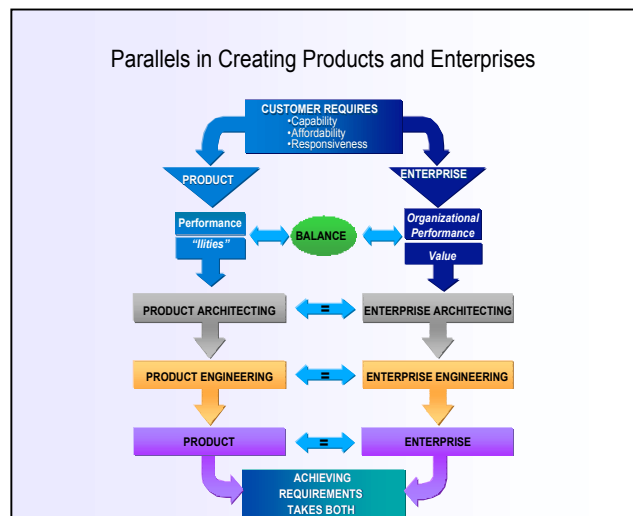 Parallels in Creating Products and Enterprises
CUSTOMER REQUIRES
•Capability
•Affordability
•Responsiveness
PRODUCT
ENTERPRISE
Performance
"Ilities"
BALANCE
Organizational
Performance
Value
PRODUCT ARCHITECTING
=
ENTERPRISE ARCHITECTING
PRODUCT ENGINEERING
=
ENTERPRISE ENGINEERING
PRODUCT
=
ENTERPRISE
ACHIEVING
REQUIREMENTS
TAKES BOTH